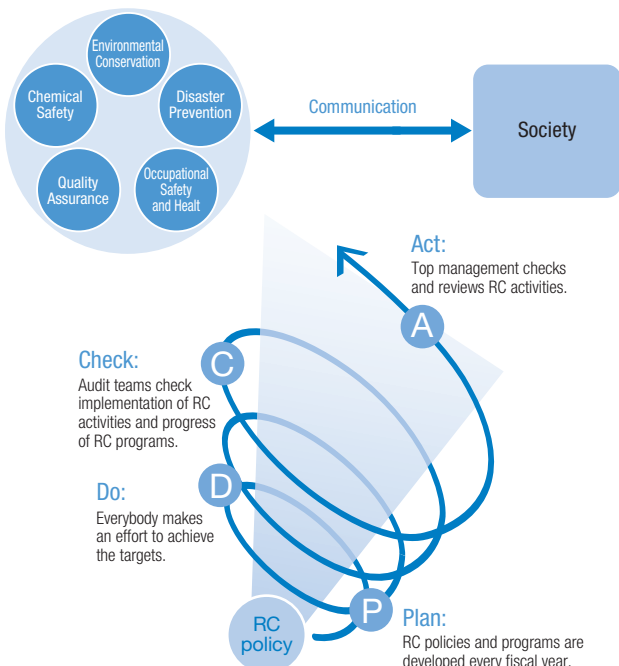 Environmental
Conservation
Chemical
Safety
Disaster
Prevention
Quality
Assurance
Occupational
Safety
and Healt
Communication
Society
Act:
Top management checks
and reviews RC activities.
A
C
Check:
Audit teams check
implementation of RC
activities and progress
of RC programs.
D
Do:
Everybody makes
an effort to achieve
the targets.
P
Plan:
RC policies and programs are
developed every fiscal year.
RC
policy